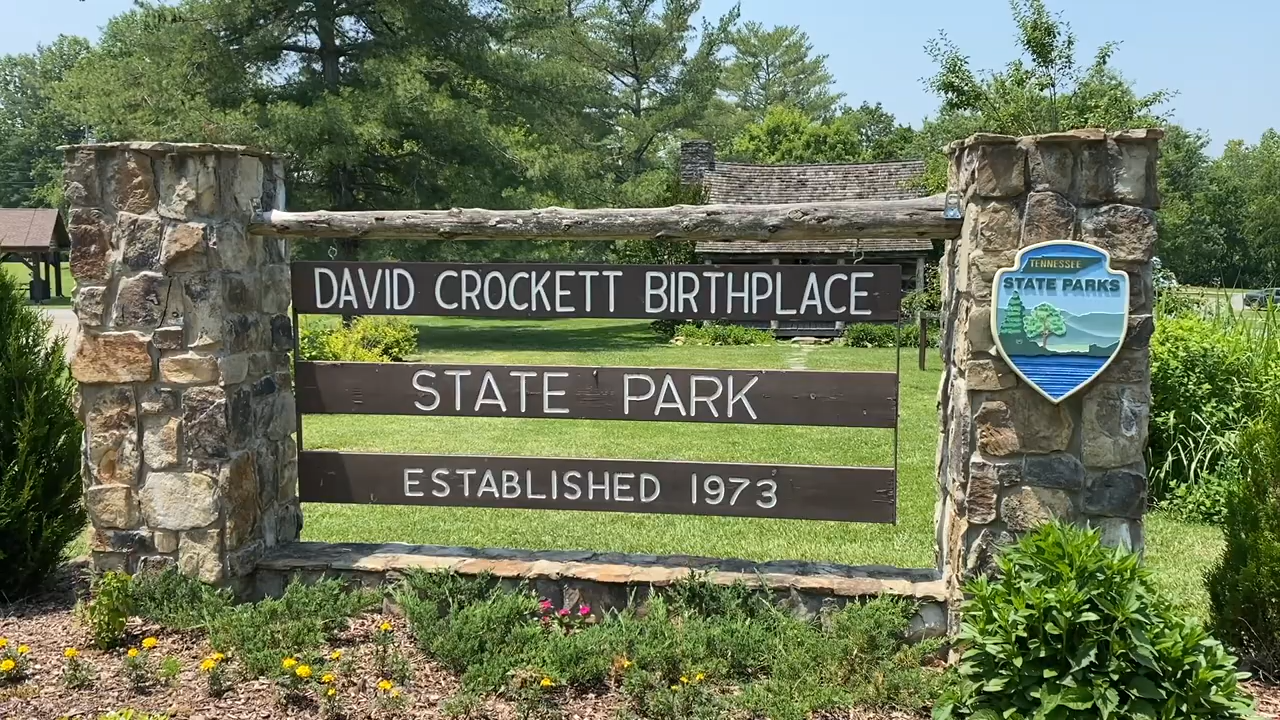 DAVID CROCKETT BIRTHPLACE
STATE PARK
ESTABLISHED 1973
TENNESSEE
STATE PARKS